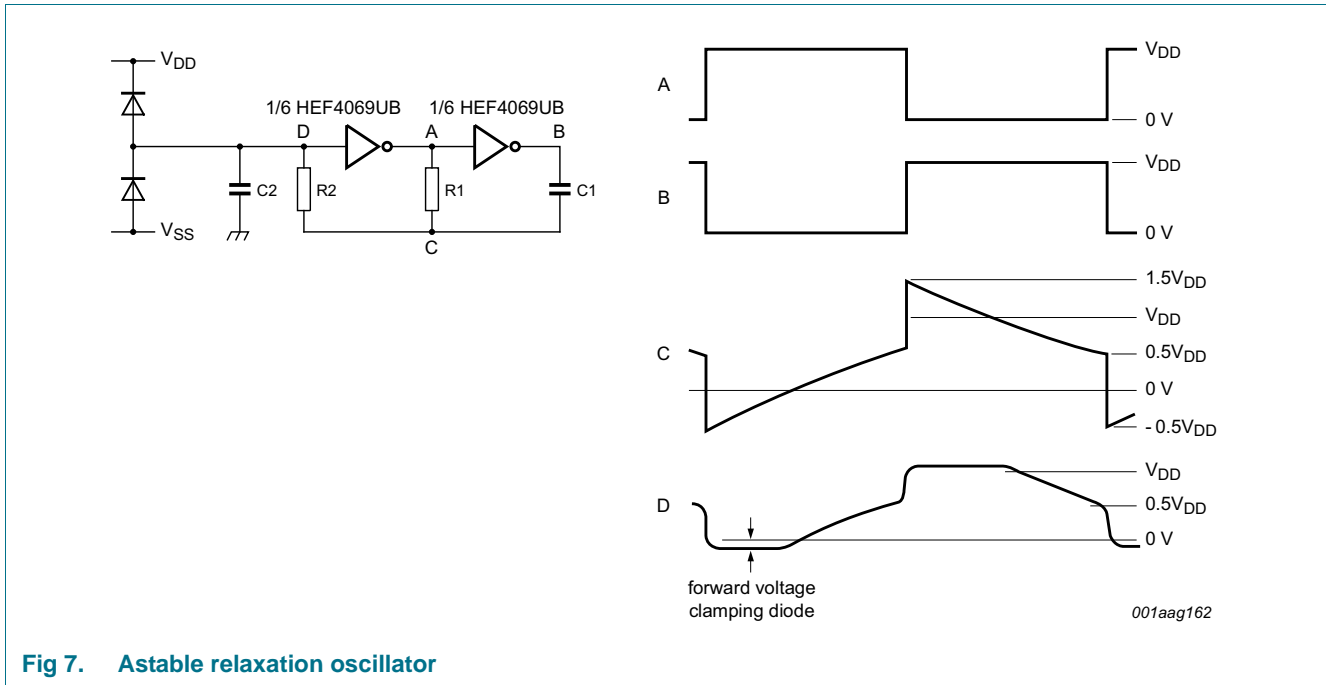 VDD
1/6 HEF4069UB 1/6 HEF4069UB
D A B
C2 R2 R1 C1
VSS
C
A
VDD
0 V
B
VDD
0 V
C
1.5VDD
VDD
0.5VDD
0 V
- 0.5VDD
D
VDD
0.5VDD
0 V
forward voltage
clamping diode
001aag162
Fig 7. Astable relaxation oscillator